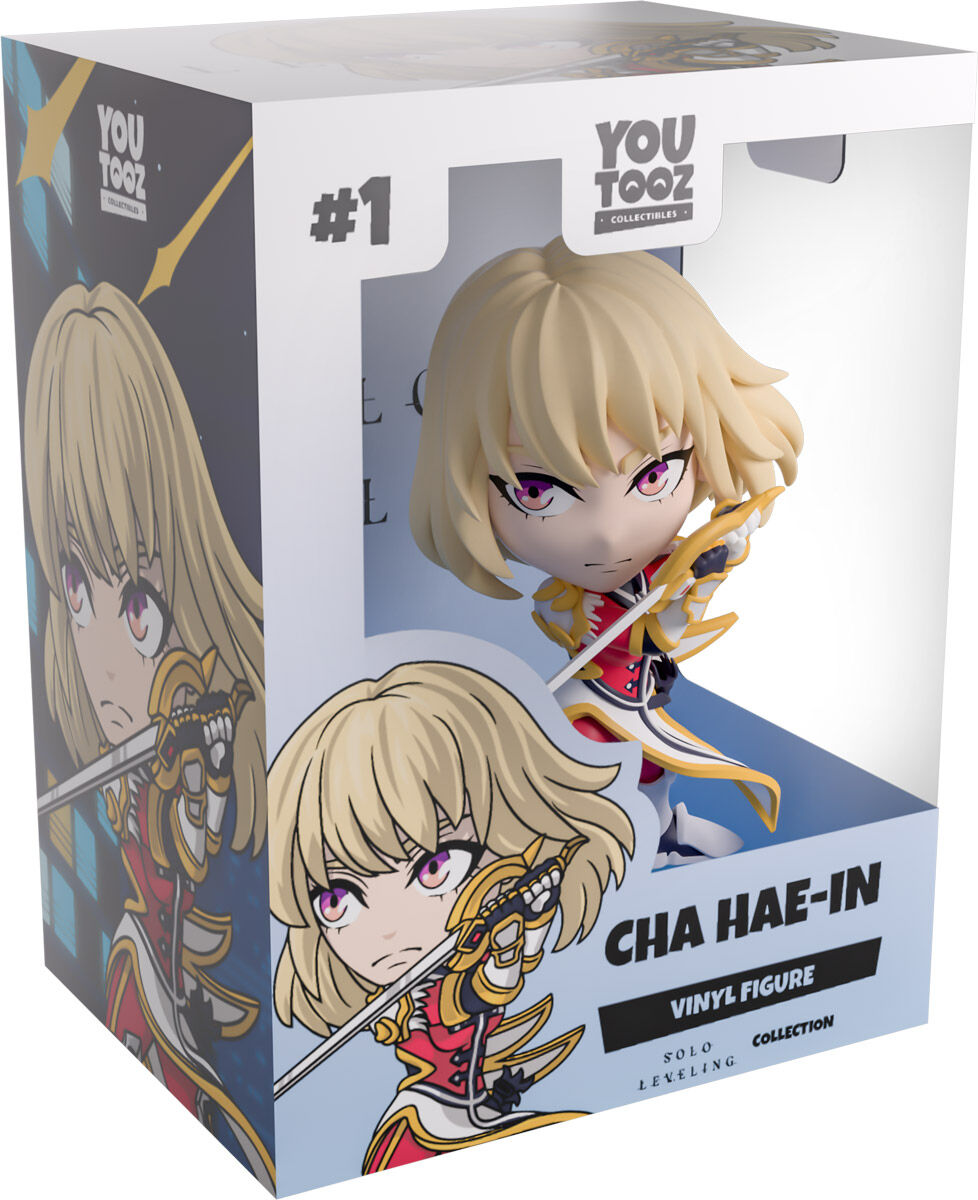 YOU
TOOZ
· COLLECTIBLES ·
#1
YOU
TOOZ
· COLLECTIBLES ·
CHA HAE-IN
VINYL FIGURE
SOLO
LEVELING
COLLECTION